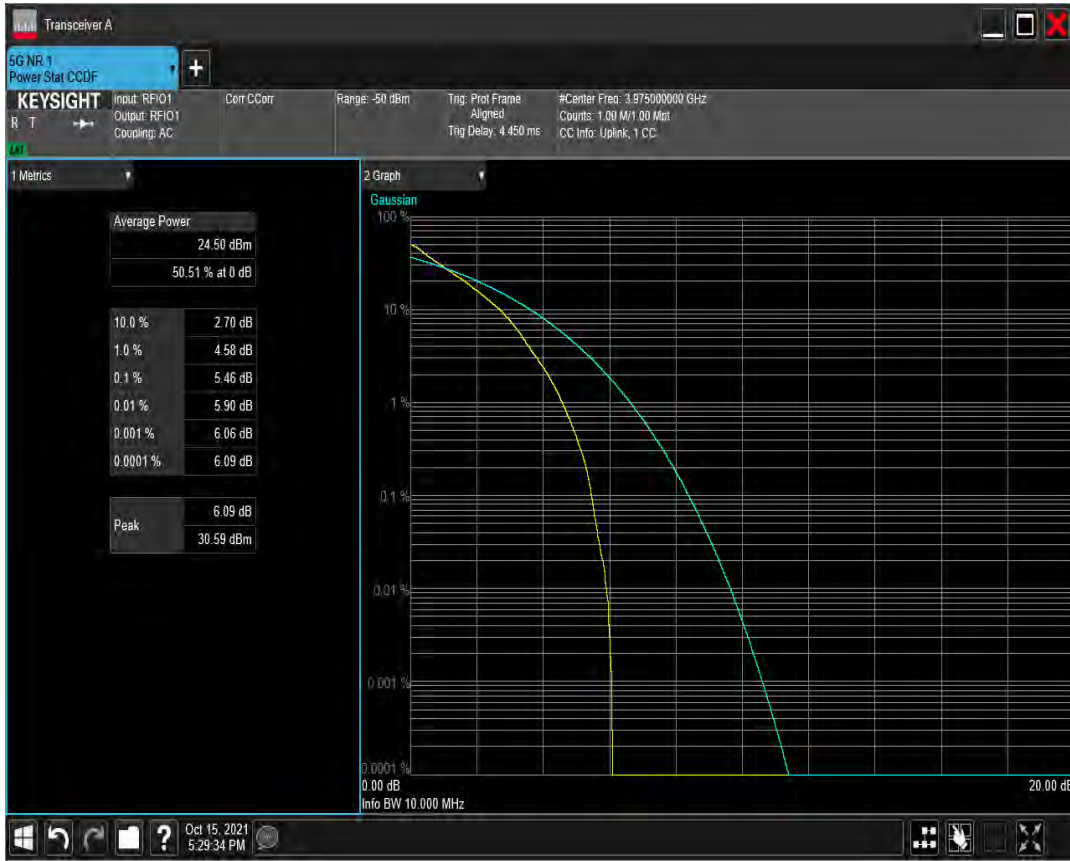 Transceiver A
5G NR 1
Power Stat CCDF
+
KEYSIGHT
R T
LXI
Input: RFIO1
Output: RFIO1
Coupling: AC
Corr CCorr
Range: -50 dBm
Trig: Prot Frame
Aligned
Trig Delay: 4.450 ms
#Center Freq: 3.975000000 GHz
Counts: 1.00 M/1.00 Mpt
CC Info: Uplink, 1 CC
1 Metrics
Average Power
24.50 dBm
50.51 % at 0 dB
10.0 % 2.70 dB
1.0 % 4.58 dB
0.1 % 5.46 dB
0.01 % 5.90 dB
0.001 % 6.06 dB
0.0001 % 6.09 dB
Peak
6.09 dB
30.59 dBm
2 Graph
Gaussian
100 %
10 %
1 %
0.1 %
0.01 %
0.001 %
0.0001 %
0.00 dB
20.00 dB
Info BW 10.000 MHz
?
Oct 15, 2021
5:29:34 PM